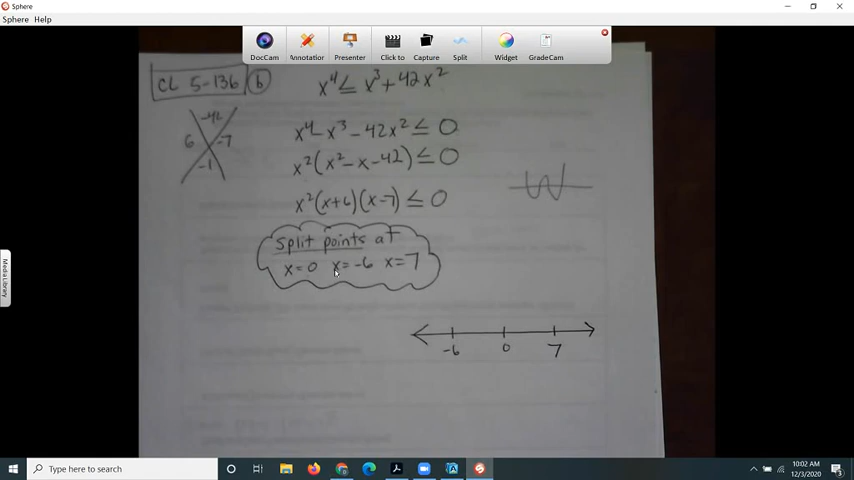 Sphere
Sphere Help
DocCam
Annotation
Presenter
Click to
Capture
Split
Widget
GradeCam
CL 5-136 b
x⁴ ≤ x³ + 42x²
-42
6 -7
-1
x⁴ - x³ - 42x² ≤ 0
x²(x² - x - 42) ≤ 0
x²(x+6)(x-7) ≤ 0
Split points at
x=0 x=-6 x=7
-6 0 7
Media Library
Type here to search
10:02 AM
12/3/2020
3